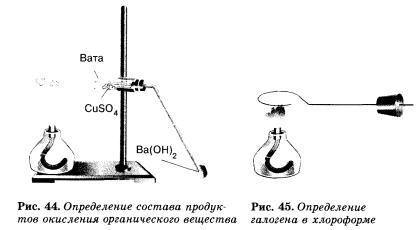 Вата
CuSO4
Ba(OH)2
Рис. 44. Определение состава продук-
тов окисления органического вещества
Рис. 45. Определение
галогена в хлороформе